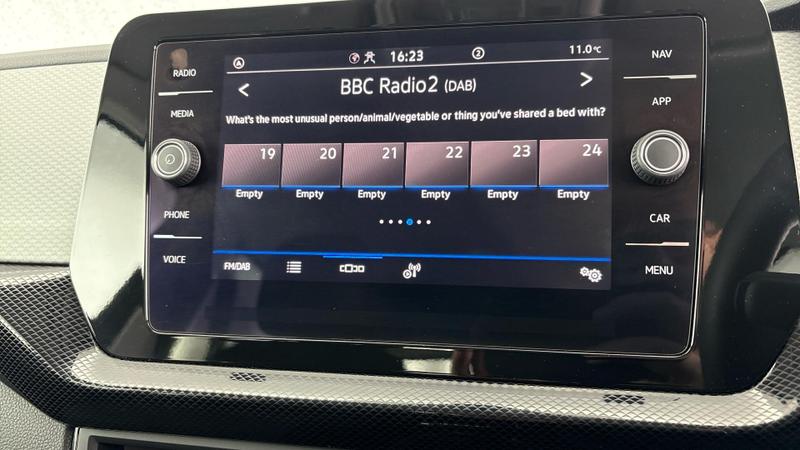 RADIO
MEDIA
PHONE
VOICE
16:23
2
11.0°C
< BBC Radio2 (DAB) >
What's the most unusual person/animal/vegetable or thing you've shared a bed with?
19 20 21 22 23 24
Empty Empty Empty Empty Empty Empty
FM/DAB
NAV
APP
CAR
MENU